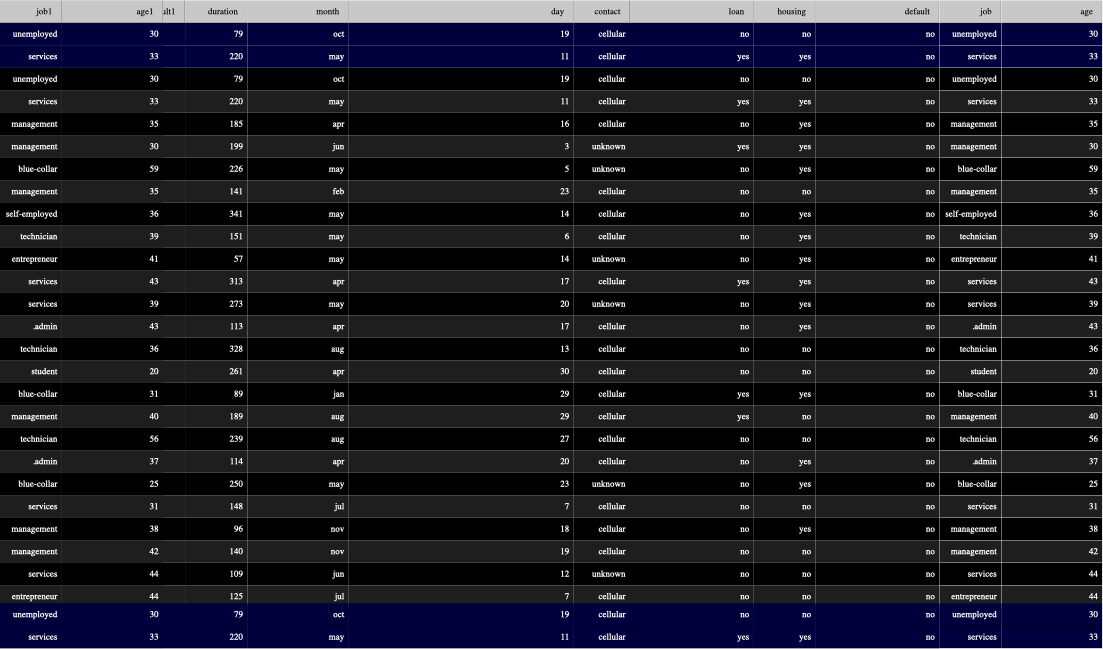 job1 age1 ult1 duration month day contact loan housing default job age
unemployed 30 79 oct 19 cellular no no no unemployed 30
services 33 220 may 11 cellular yes yes no services 33
unemployed 30 79 oct 19 cellular no no no unemployed 30
services 33 220 may 11 cellular yes yes no services 33
management 35 185 apr 16 cellular no yes no management 35
management 30 199 jun 3 unknown yes yes no management 30
blue-collar 59 226 may 5 unknown no yes no blue-collar 59
management 35 141 feb 23 cellular no no no management 35
self-employed 36 341 may 14 cellular no yes no self-employed 36
technician 39 151 may 6 cellular no yes no technician 39
entrepreneur 41 57 may 14 unknown no yes no entrepreneur 41
services 43 313 apr 17 cellular yes yes no services 43
services 39 273 may 20 unknown no yes no services 39
.admin 43 113 apr 17 cellular no yes no .admin 43
technician 36 328 aug 13 cellular no no no technician 36
student 20 261 apr 30 cellular no no no student 20
blue-collar 31 89 jan 29 cellular yes yes no blue-collar 31
management 40 189 aug 29 cellular yes no no management 40
technician 56 239 aug 27 cellular no no no technician 56
.admin 37 114 apr 20 cellular no yes no .admin 37
blue-collar 25 250 may 23 unknown no yes no blue-collar 25
services 31 148 jul 7 cellular no no no services 31
management 38 96 nov 18 cellular no yes no management 38
management 42 140 nov 19 cellular no no no management 42
services 44 109 jun 12 unknown no no no services 44
entrepreneur 44 125 jul 7 cellular no no no entrepreneur 44
unemployed 30 79 oct 19 cellular no no no unemployed 30
services 33 220 may 11 cellular yes yes no services 33